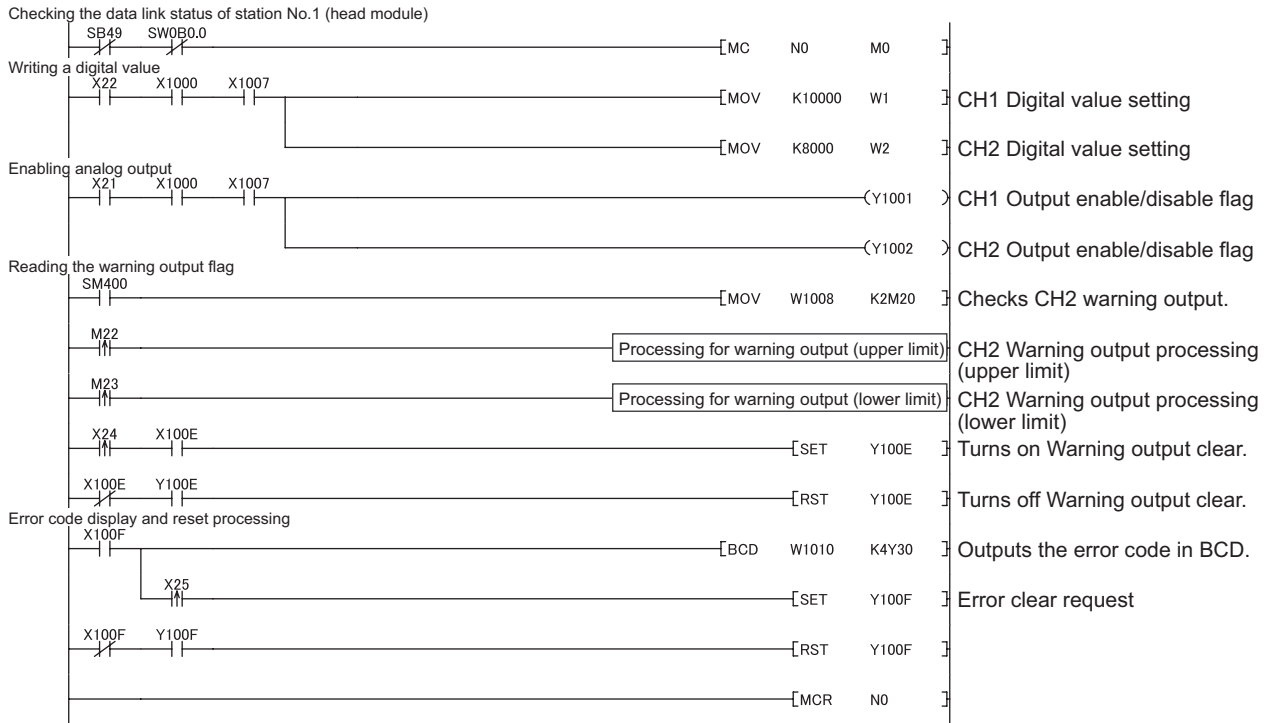 Checking the data link status of station No.1 (head module)
SB49 SW0B0.0
MC N0 M0
Writing a digital value
X22 X1000 X1007
MOV K10000 W1 CH1 Digital value setting
MOV K8000 W2 CH2 Digital value setting
Enabling analog output
X21 X1000 X1007
Y1001 CH1 Output enable/disable flag
Y1002 CH2 Output enable/disable flag
Reading the warning output flag
SM400
MOV W1008 K2M20 Checks CH2 warning output.
M22
Processing for warning output (upper limit) CH2 Warning output processing
(upper limit)
M23
Processing for warning output (lower limit) CH2 Warning output processing
(lower limit)
X24 X100E
SET Y100E Turns on Warning output clear.
X100E Y100E
RST Y100E Turns off Warning output clear.
Error code display and reset processing
X100F
BCD W1010 K4Y30 Outputs the error code in BCD.
X25
SET Y100F Error clear request
X100F Y100F
RST Y100F
MCR N0